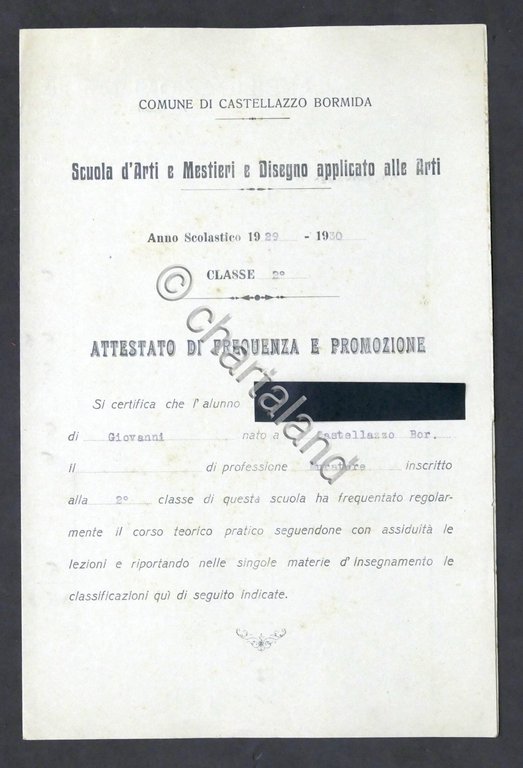 COMUNE DI CASTELLAZZO BORMIDA
Scuola d'Arti e Mestieri e Disegno applicato alle Arti
Anno Scolastico 1929 - 1930
CLASSE 2°
ATTESTATO DI FREQUENZA E PROMOZIONE
Si certifica che l'alunno
di Giovanni nato a Castellazzo Bor.
il di professione Muratore inscritto
alla 2° classe di questa scuola ha frequentato regolar-
mente il corso teorico pratico seguendone con assiduità le
lezioni e riportando nelle singole materie d'insegnamento le
classificazioni quì di seguito indicate.
© chartaland